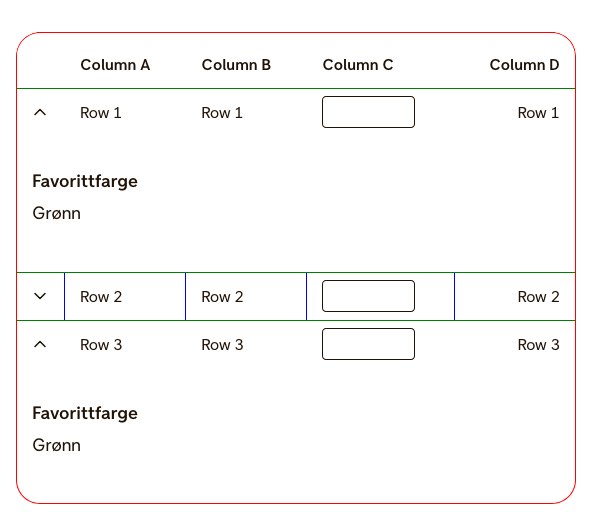 Column A Column B Column C Column D
Row 1 Row 1 Row 1
Favorittfarge
Grønn
Row 2 Row 2 Row 2
Row 3 Row 3 Row 3
Favorittfarge
Grønn